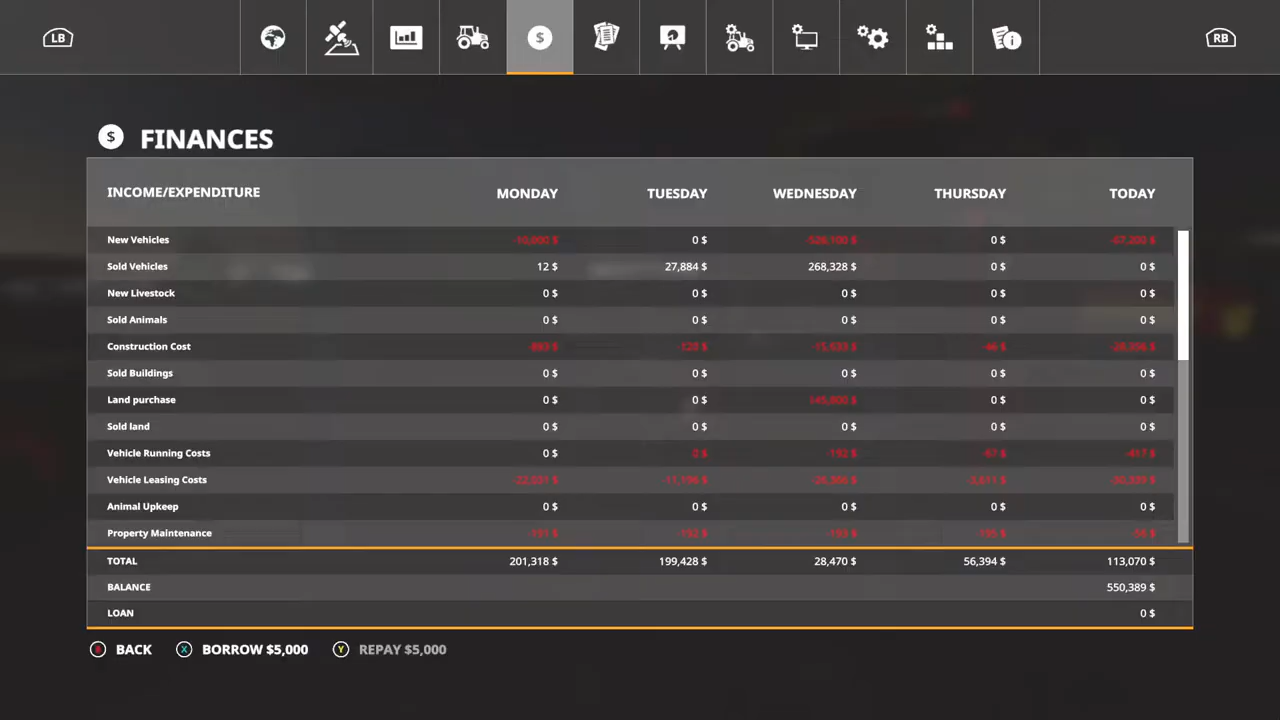 LB RB
$ FINANCES
INCOME/EXPENDITURE MONDAY TUESDAY WEDNESDAY THURSDAY TODAY
New Vehicles -10,000 $ 0 $ 0 $
Sold Vehicles 12 $ 27,884 $ 268,328 $ 0 $ 0 $
New Livestock 0 $ 0 $ 0 $ 0 $ 0 $
Sold Animals 0 $ 0 $ 0 $ 0 $ 0 $
Construction Cost
Sold Buildings 0 $ 0 $ 0 $ 0 $ 0 $
Land purchase 0 $ 0 $ 0 $ 0 $
Sold land 0 $ 0 $ 0 $ 0 $ 0 $
Vehicle Running Costs 0 $ 0 $
Vehicle Leasing Costs
Animal Upkeep 0 $ 0 $ 0 $ 0 $ 0 $
Property Maintenance
TOTAL 201,318 $ 199,428 $ 28,470 $ 56,394 $ 113,070 $
BALANCE 550,389 $
LOAN 0 $
BACK X BORROW $5,000 Y REPAY $5,000